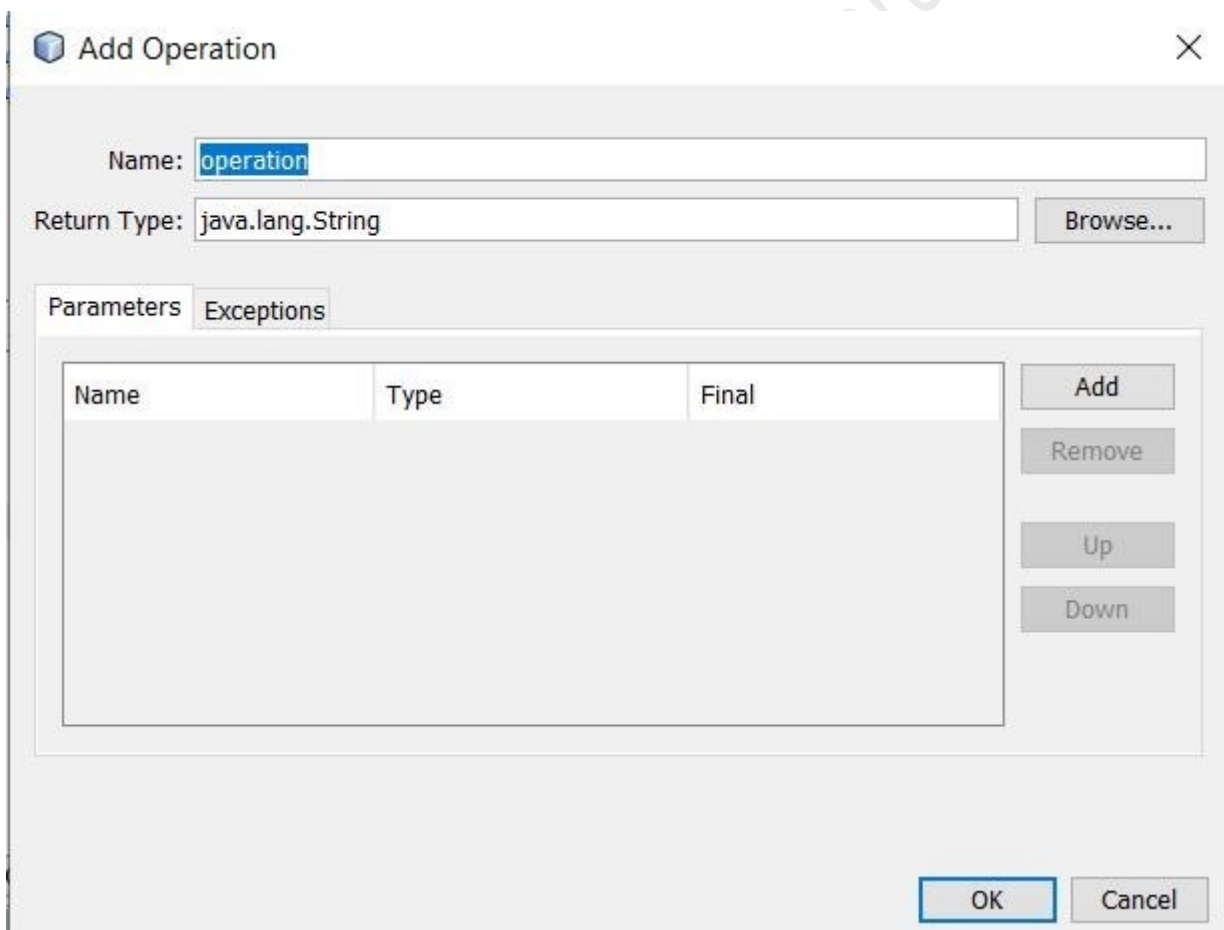 Add Operation
Name: operation
Return Type: java.lang.String Browse...
Parameters Exceptions
Name Type Final
Add
Remove
Up
Down
OK Cancel